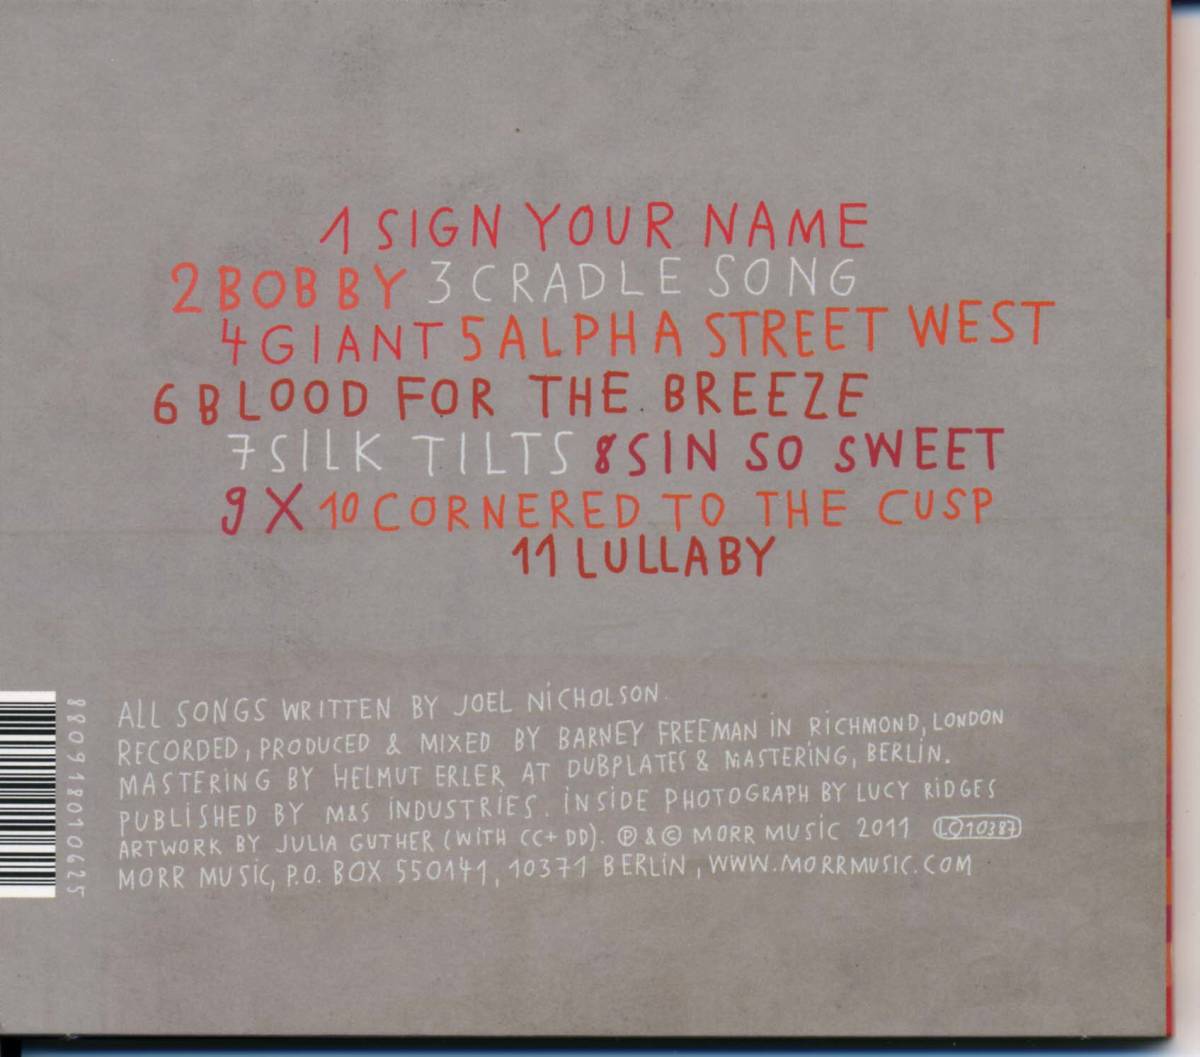 1 SIGN YOUR NAME
2 BOBBY 3 CRADLE SONG
4 GIANT 5 ALPHA STREET WEST
6 BLOOD FOR THE BREEZE
7 SILK TILTS 8 SIN SO SWEET
9 X 10 CORNERED TO THE CUSP
11 LULLABY
ALL SONGS WRITTEN BY JOEL NICHOLSON.
RECORDED, PRODUCED & MIXED BY BARNEY FREEMAN IN RICHMOND, LONDON
MASTERING BY HELMUT ERLER AT DUBPLATES & MASTERING, BERLIN.
PUBLISHED BY M&S INDUSTRIES. INSIDE PHOTOGRAPH BY LUCY RIDGES
ARTWORK BY JULIA GUTHER (WITH CC+DD). ℗ & © MORR MUSIC 2011 LC 10387
MORR MUSIC, P.O. BOX 550141, 10371 BERLIN, WWW.MORRMUSIC.COM
880918010625